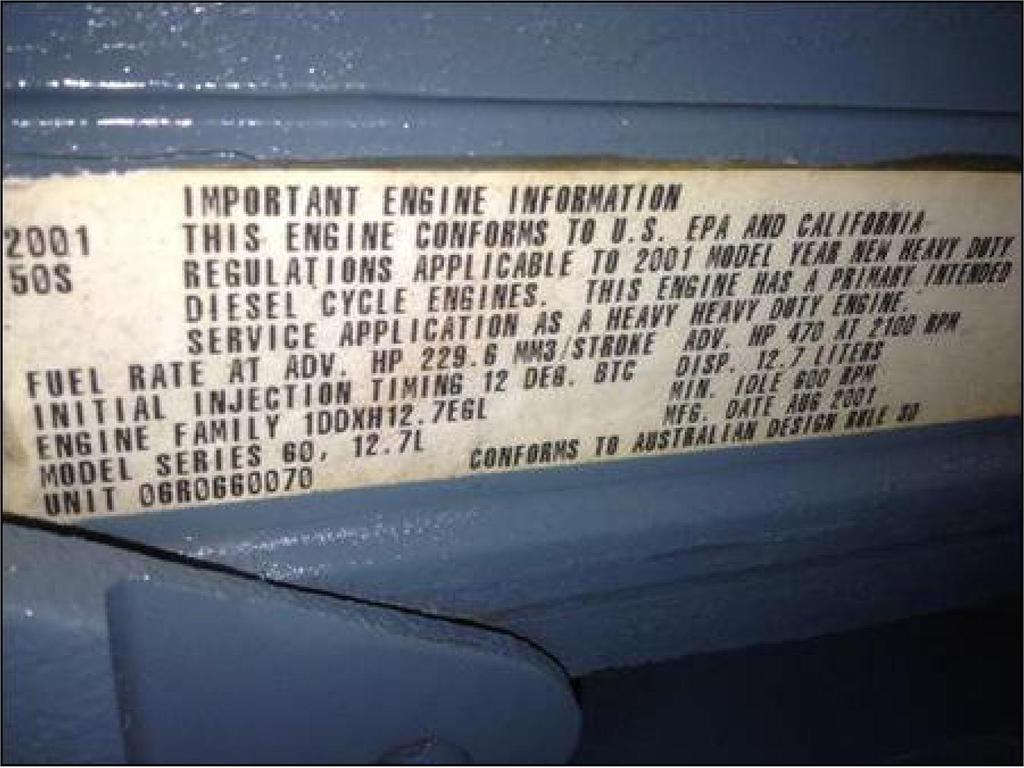 IMPORTANT ENGINE INFORMATION
2001 THIS ENGINE CONFORMS TO U.S. EPA AND CALIFORNIA
50S REGULATIONS APPLICABLE TO 2001 MODEL YEAR NEW HEAVY DUTY
DIESEL CYCLE ENGINES. THIS ENGINE HAS A PRIMARY INTENDED
SERVICE APPLICATION AS A HEAVY HEAVY DUTY ENGINE.
FUEL RATE AT ADV. HP 229.6 MM3/STROKE ADV. HP 470 AT 2100 RPM
INITIAL INJECTION TIMING 12 DEG. BTC DISP. 12.7 LITERS
ENGINE FAMILY 1DDXH12.7EGL MIN. IDLE 600 RPM
MODEL SERIES 60, 12.7L MFG. DATE AUG 2001
UNIT 06R0660070 CONFORMS TO AUSTRALIAN DESIGN RULE 30